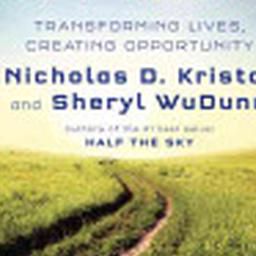 TRANSFORMING LIVES,
CREATING OPPORTUNITY
Nicholas D. Kristo
and Sheryl WuDunn
authors of the #1 best seller
HALF THE SKY